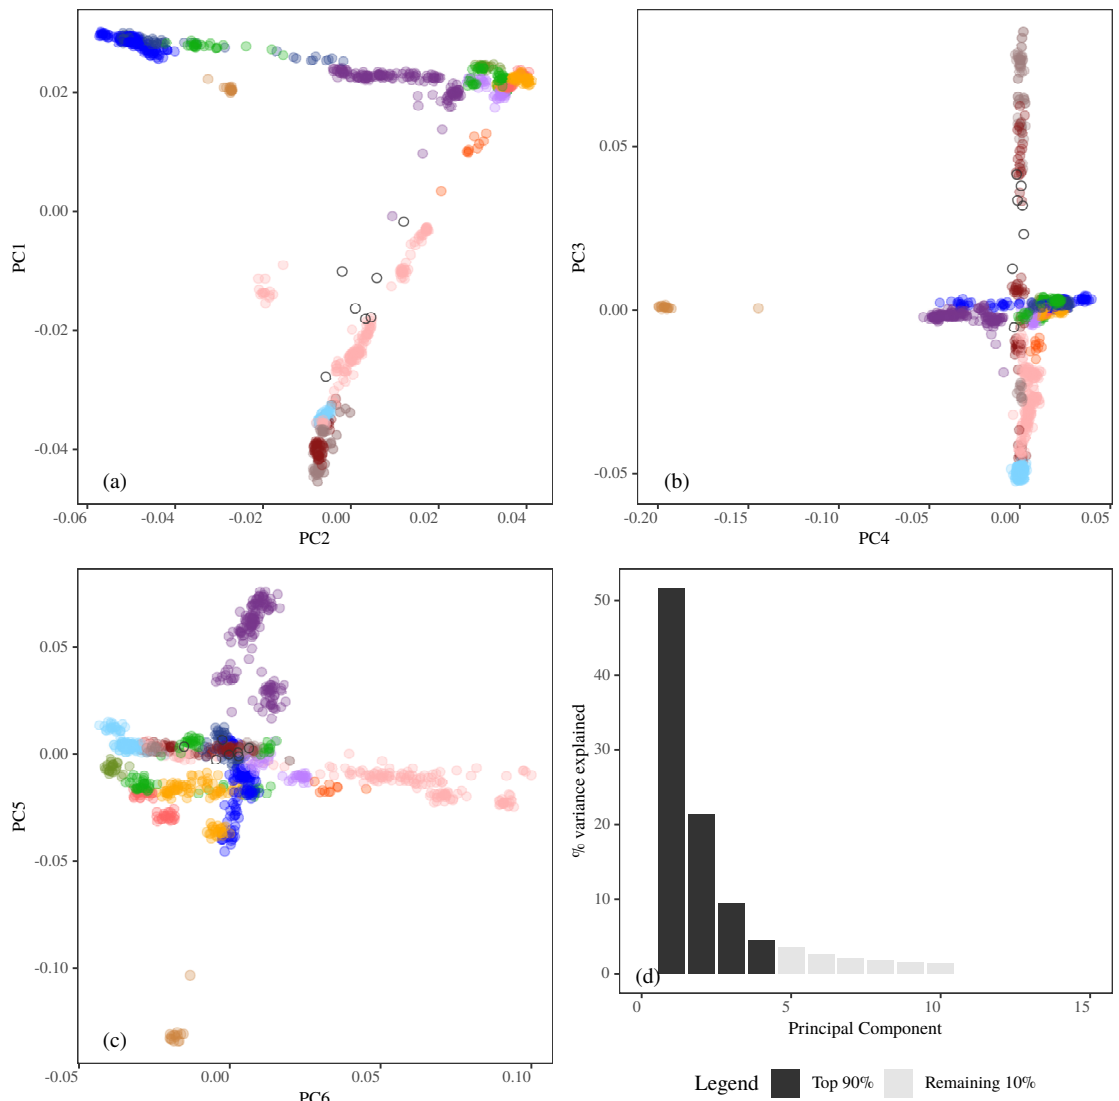 0.02
0.00
-0.02
-0.04
PC1
(a)
-0.06
-0.04
-0.02
0.00
0.02
0.04
PC2
0.05
0.00
-0.05
PC3
(b)
-0.20
-0.15
-0.10
-0.05
0.00
0.05
PC4
0.05
0.00
-0.05
-0.10
PC5
(c)
-0.05
0.00
0.05
0.10
PC6
50
40
30
20
10
0
% variance explained
(d)
0
5
10
15
Principal Component
Legend
Top 90%
Remaining 10%